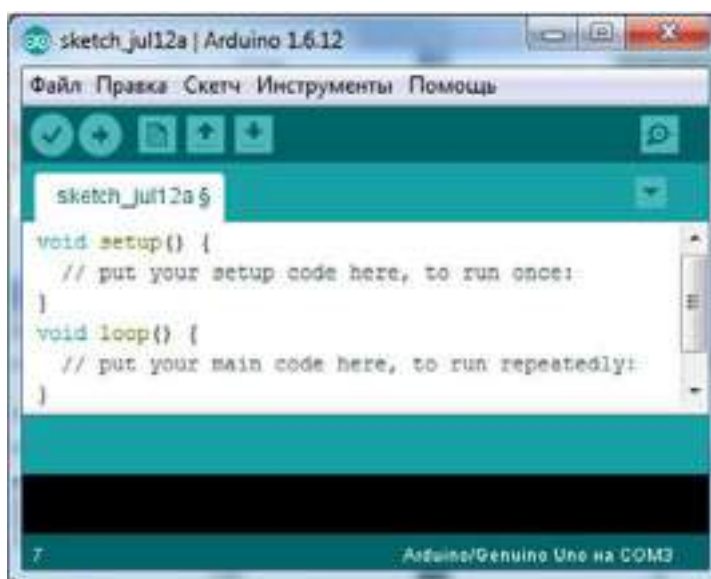 sketch_jul12a | Arduino 1.6.12
Файл Правка Скетч Инструменты Помощь
sketch_jul12a §
void setup() {
  // put your setup code here, to run once:
}
void loop() {
  // put your main code here, to run repeatedly:
}
7
Arduino/Genuino Uno на COM3